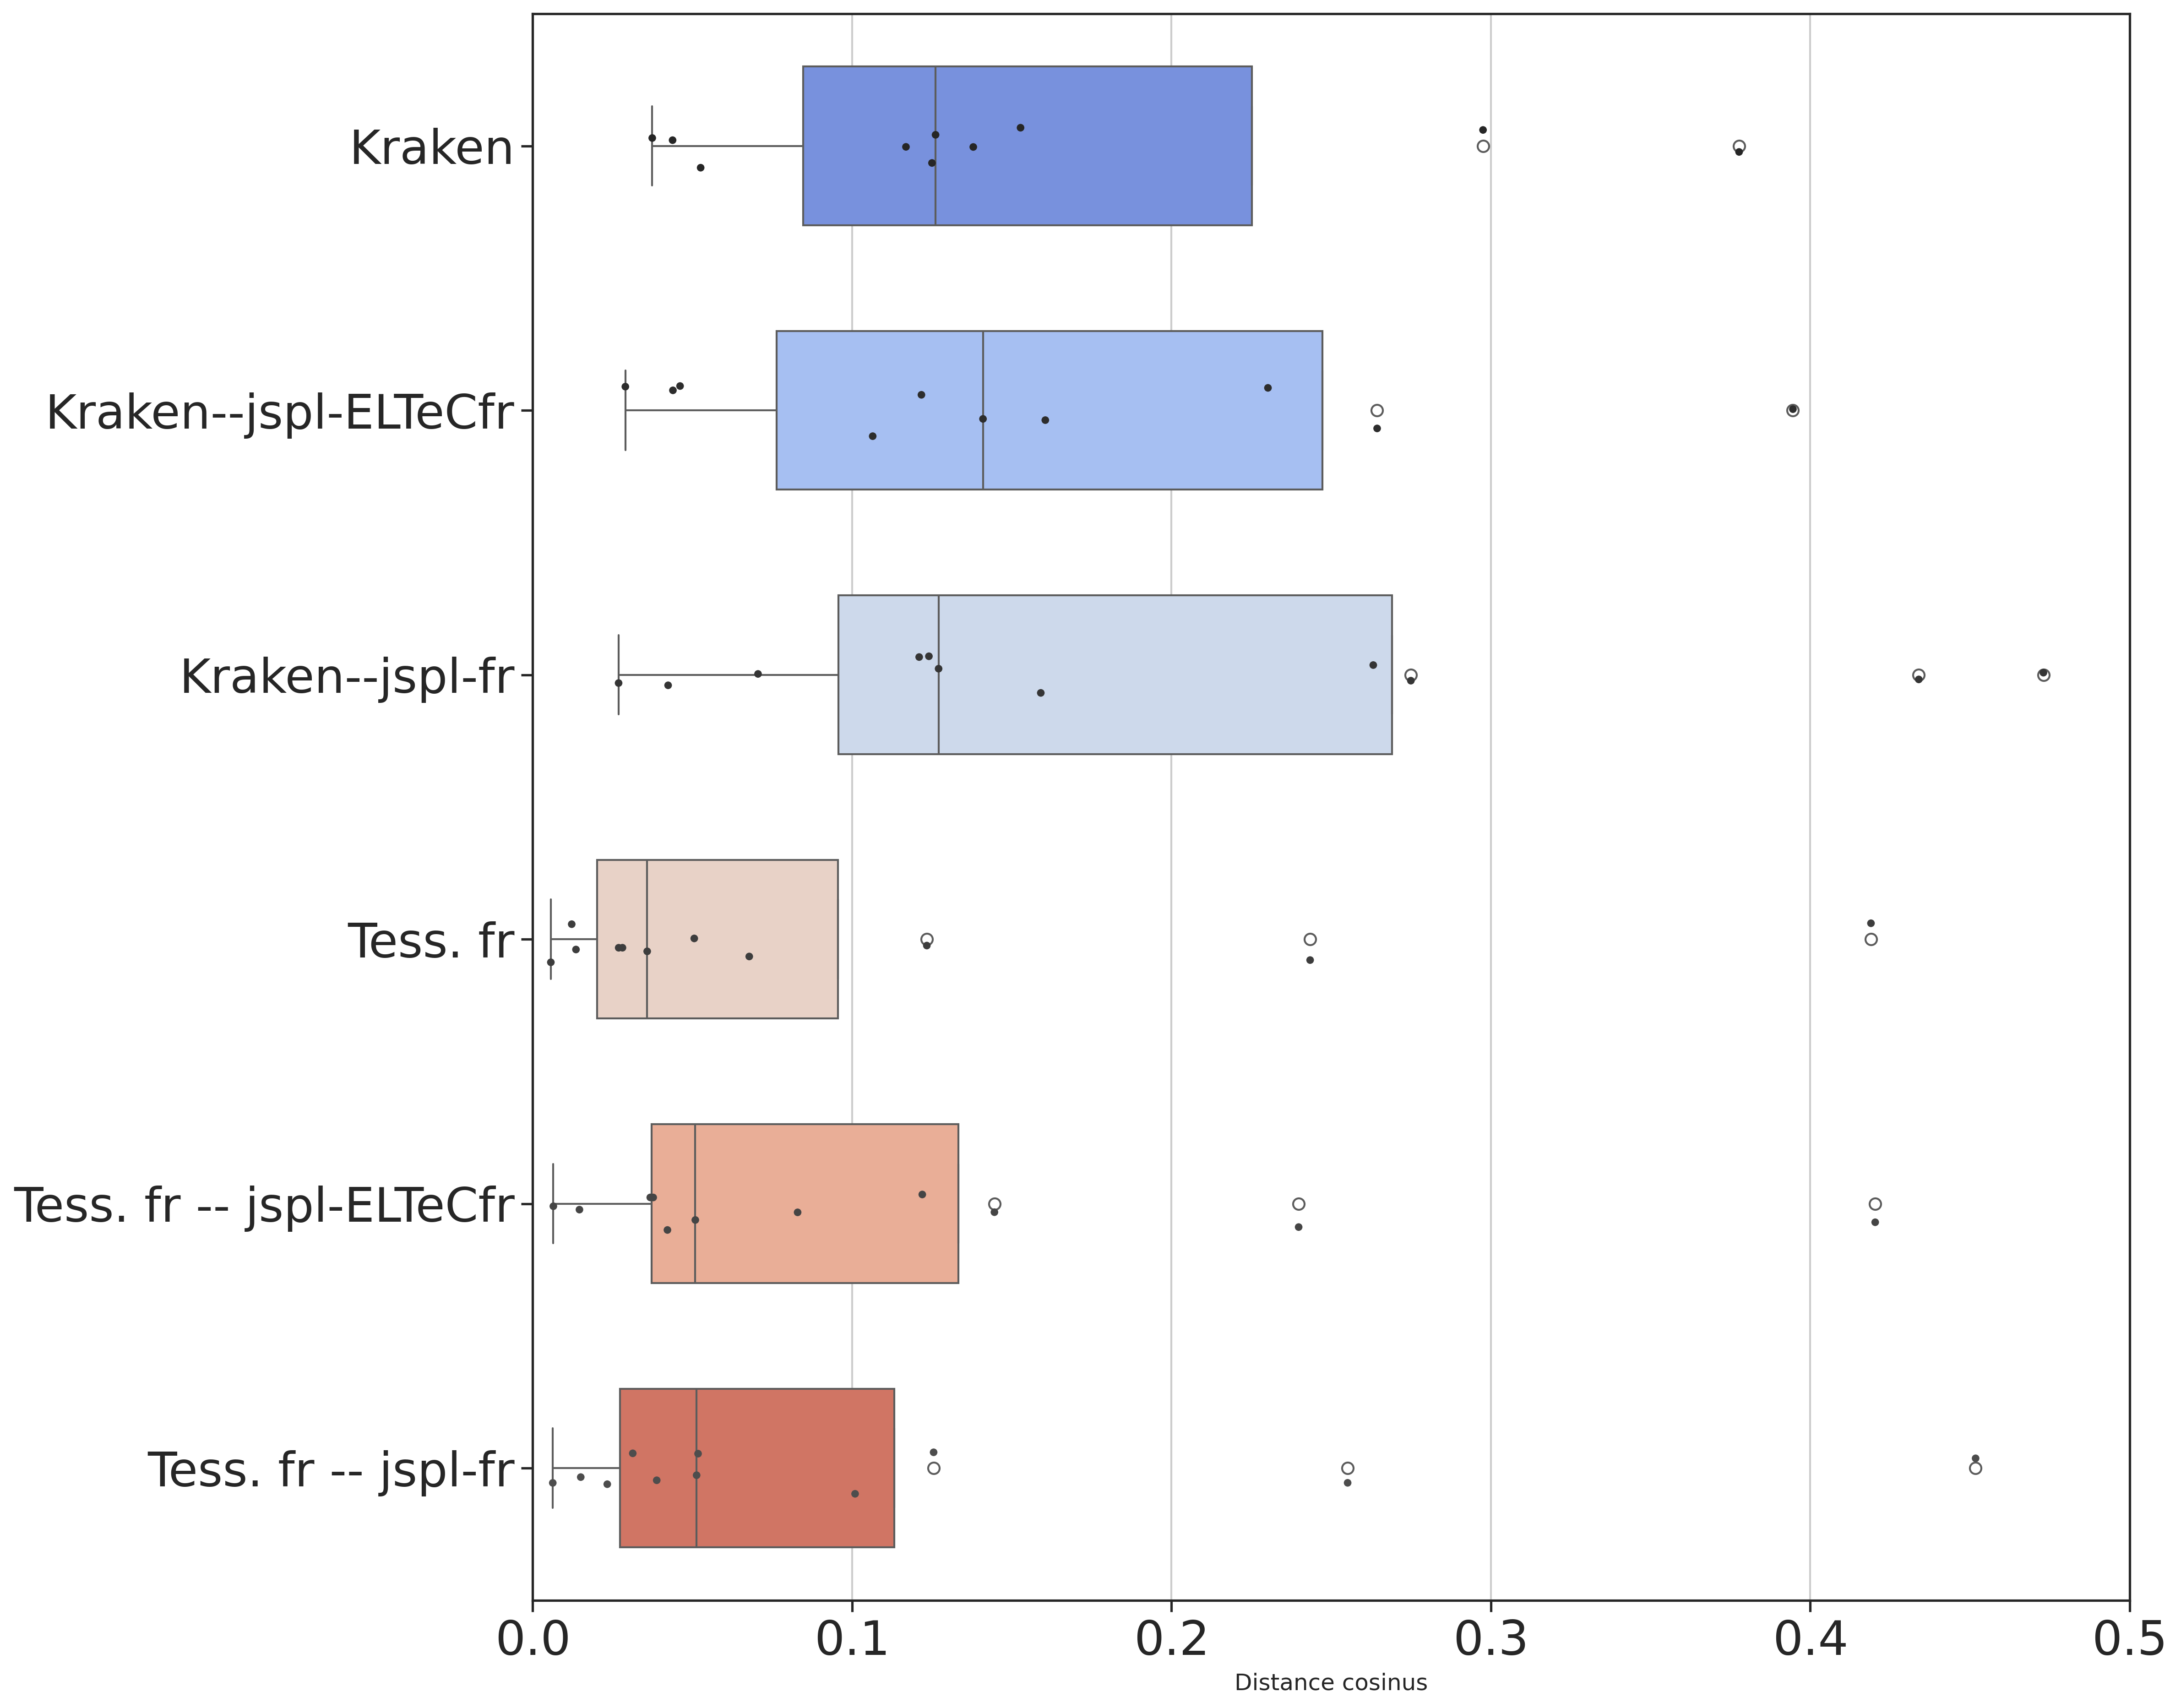 Kraken
Kraken--jspl-ELTeCfr
Kraken--jspl-fr
Tess. fr
Tess. fr -- jspl-ELTeCfr
Tess. fr -- jspl-fr
0.0 0.1 0.2 0.3 0.4 0.5
Distance cosinus